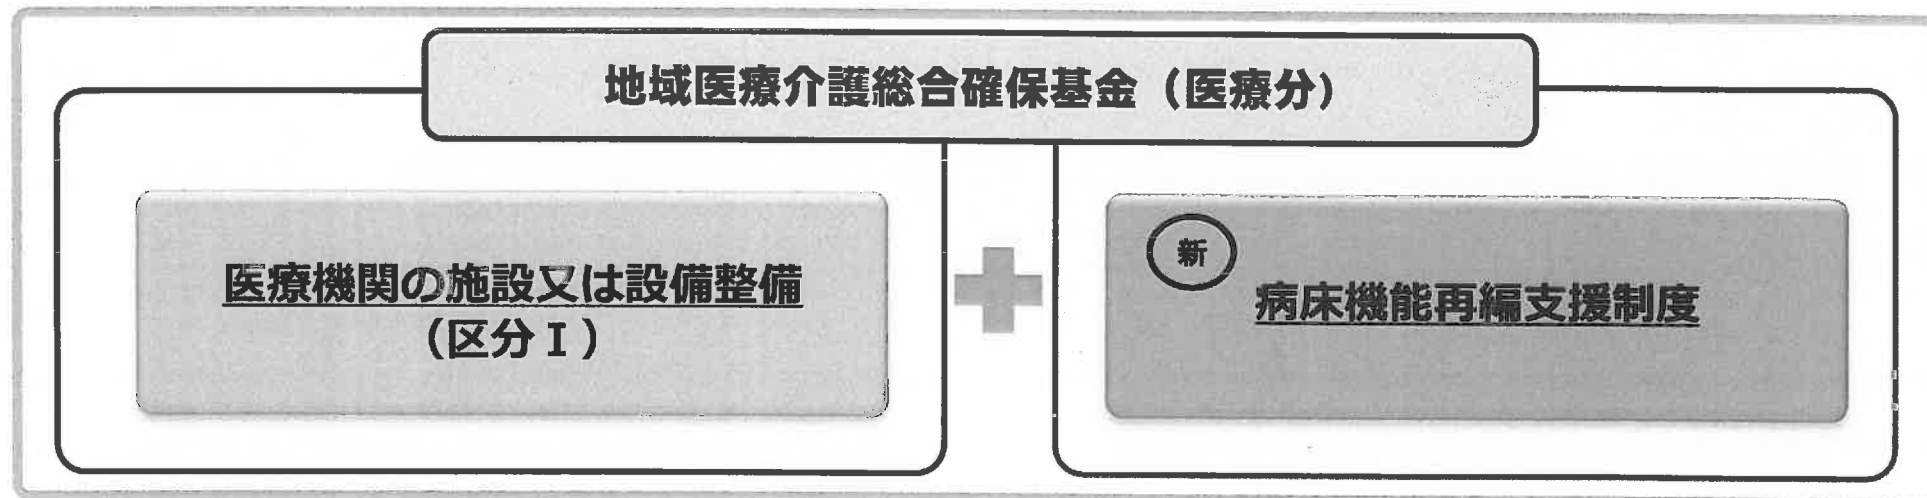 地域医療介護総合確保基金（医療分）
医療機関の施設又は設備整備
（区分Ⅰ）
新
病床機能再編支援制度